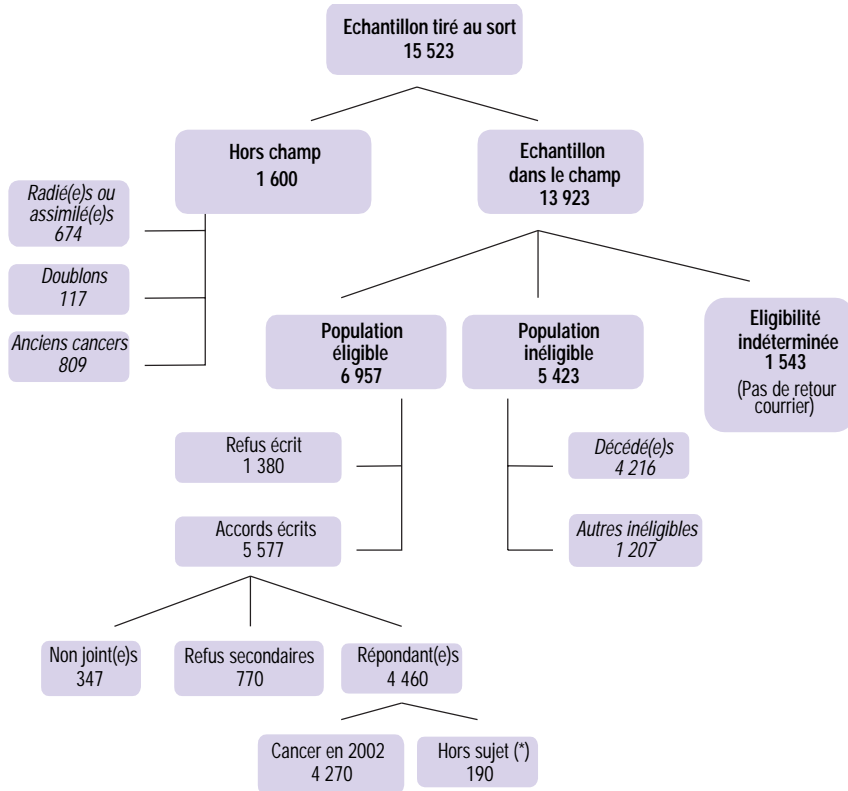 Echantillon tiré au sort
15 523
Hors champ
1 600
Echantillon
dans le champ
13 923
Radié(e)s ou
assimilé(e)s
674
Doublons
117
Anciens cancers
809
Population
éligible
6 957
Population
inéligible
5 423
Eligibilité
indéterminée
1 543
(Pas de retour
courrier)
Refus écrit
1 380
Décédé(e)s
4 216
Accords écrits
5 577
Autres inéligibles
1 207
Non joint(e)s
347
Refus secondaires
770
Répondant(e)s
4 460
Cancer en 2002
4 270
Hors sujet (*)
190